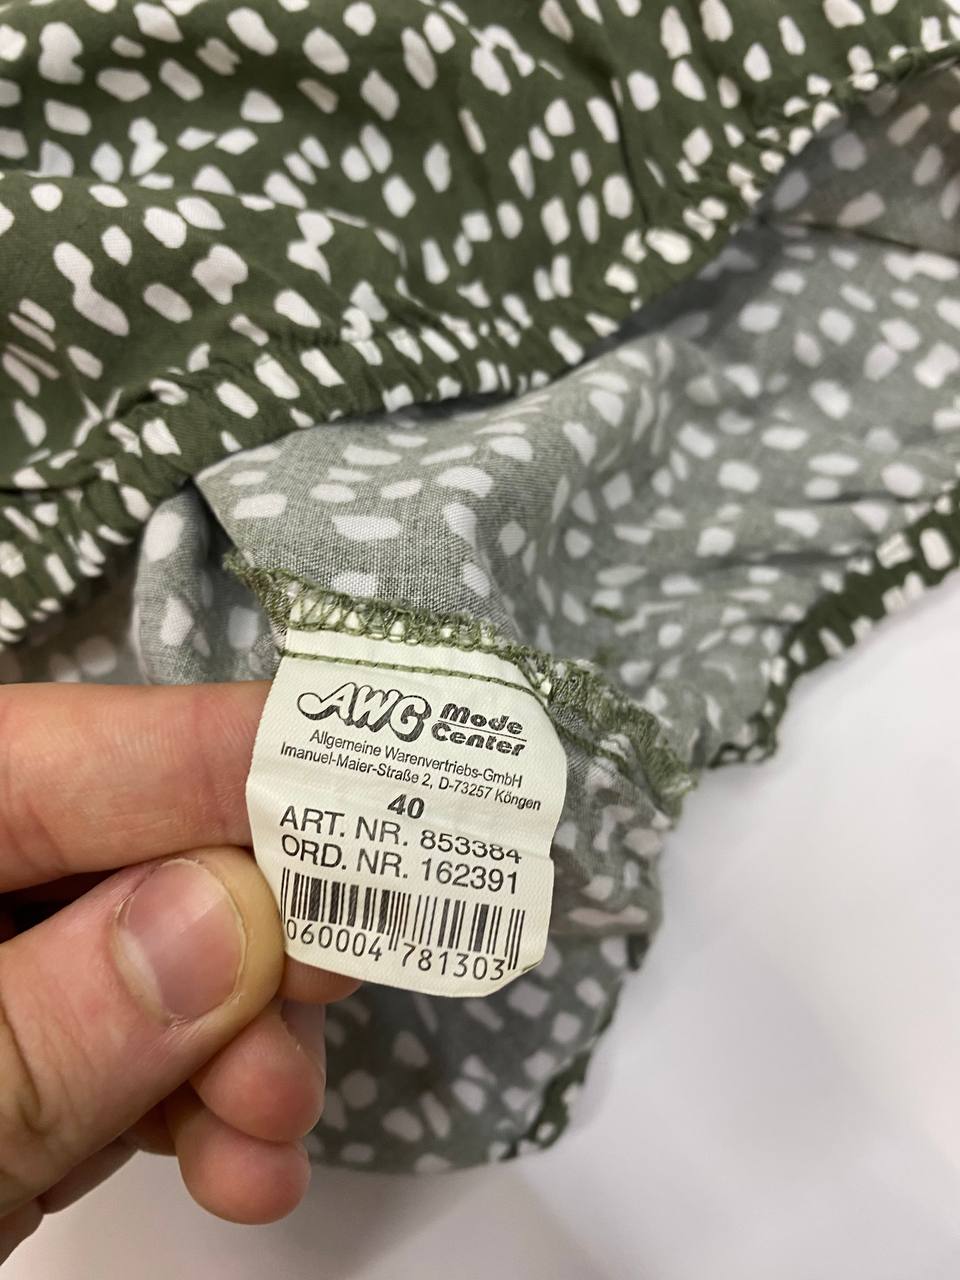 AWG Mode
Center
Allgemeine Warenvertriebs-GmbH
Imanuel-Maier-Straße 2, D-73257 Köngen
40
ART. NR. 853384
ORD. NR. 162391
060004 781303